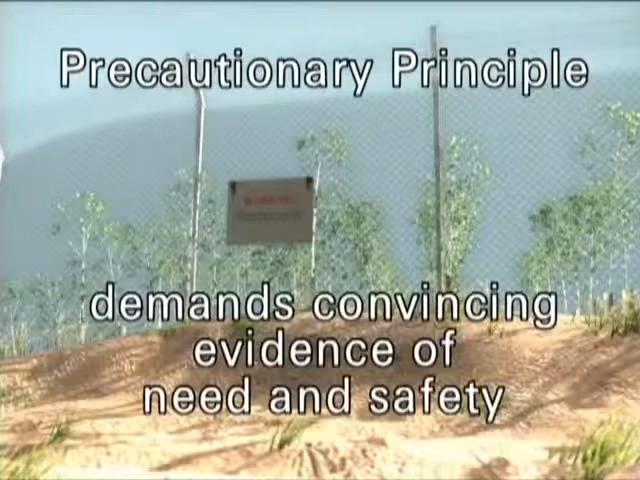 Precautionary Principle
demands convincing
evidence of
need and safety